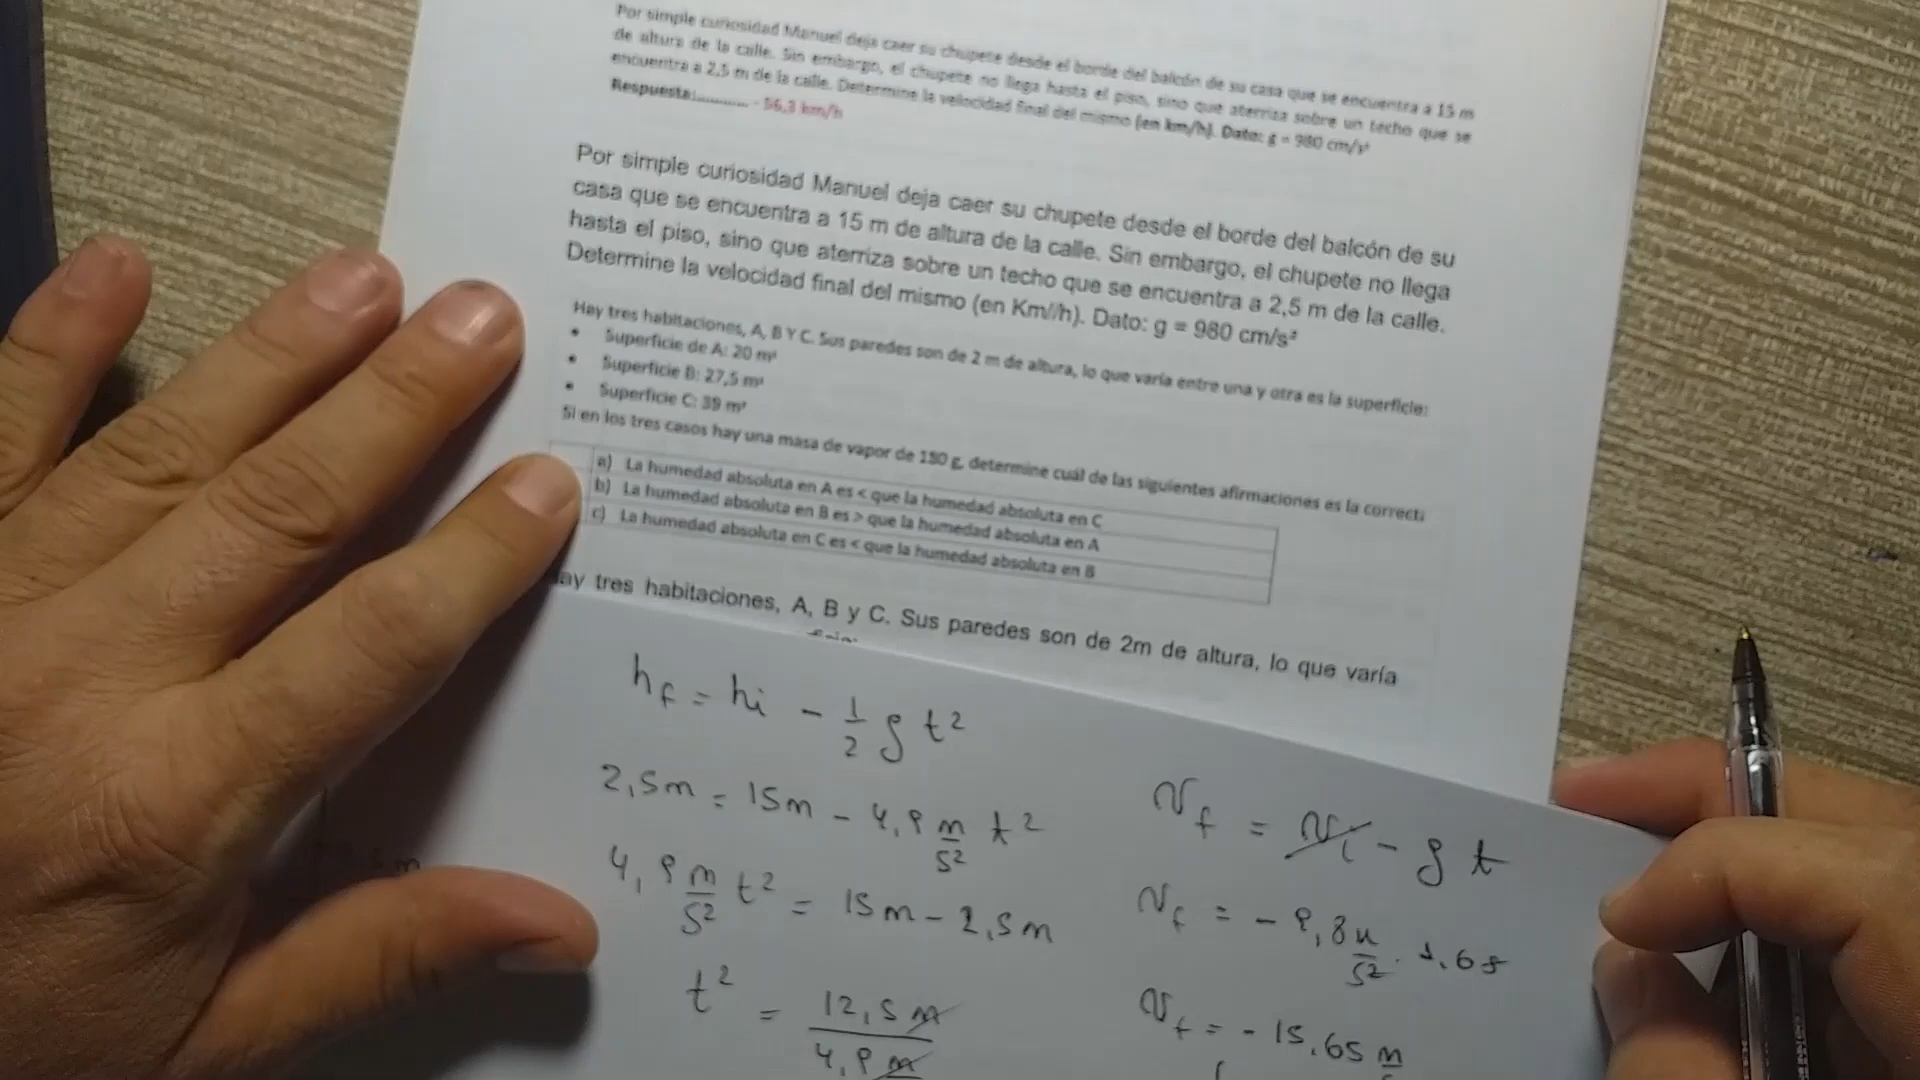 Por simple curiosidad Manuel deja caer su chupete desde el borde del balcón de su casa que se encuentra a 15 m
de altura de la calle. Sin embargo, el chupete no llega hasta el piso, sino que aterriza sobre un techo que se
encuentra a 2,5 m de la calle. Determine la velocidad final del mismo (en km/h). Dato: g = 980 cm/s²
Respuesta:............ - 56,3 km/h
Por simple curiosidad Manuel deja caer su chupete desde el borde del balcón de su
casa que se encuentra a 15 m de altura de la calle. Sin embargo, el chupete no llega
hasta el piso, sino que aterriza sobre un techo que se encuentra a 2,5 m de la calle.
Determine la velocidad final del mismo (en Km//h). Dato: g = 980 cm/s²
Hay tres habitaciones, A, B Y C. Sus paredes son de 2 m de altura, lo que varía entre una y otra es la superficie:
• Superficie de A: 20 m²
• Superficie B: 27,5 m²
• Superficie C: 39 m²
Si en los tres casos hay una masa de vapor de 180 g, determine cuál de las siguientes afirmaciones es la correct
a) La humedad absoluta en A es < que la humedad absoluta en C
b) La humedad absoluta en B es > que la humedad absoluta en A
c) La humedad absoluta en C es < que la humedad absoluta en B
ay tres habitaciones, A, B y C. Sus paredes son de 2m de altura, lo que varía
hf = hi - 1/2 g t²
2,5m = 15m - 4,9 m/s² t²
4,9 m/s² t² = 15m - 2,5m
t² = 12,5 m / 4,9 m
Vf = Vi - g t
Vf = - 9,8 m/s² . 1.6 s
Vf = - 15.65 m